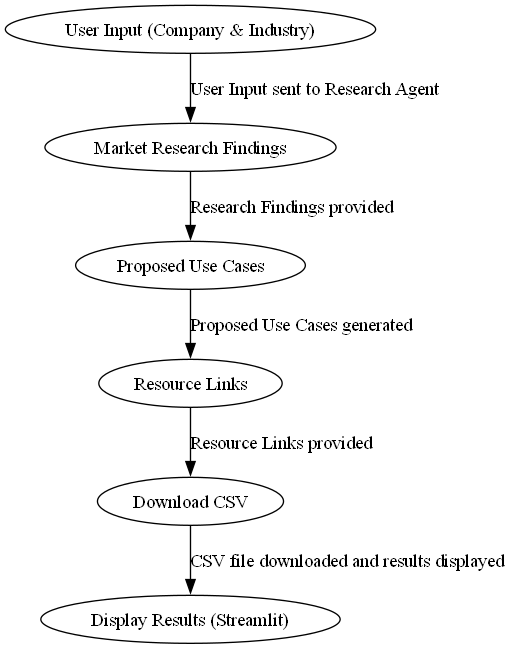 User Input (Company & Industry)
User Input sent to Research Agent
Market Research Findings
Research Findings provided
Proposed Use Cases
Proposed Use Cases generated
Resource Links
Resource Links provided
Download CSV
CSV file downloaded and results displayed
Display Results (Streamlit)